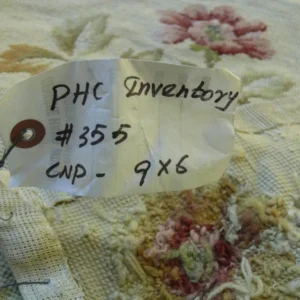 PHC Inventory
#355
CNP - 9x6